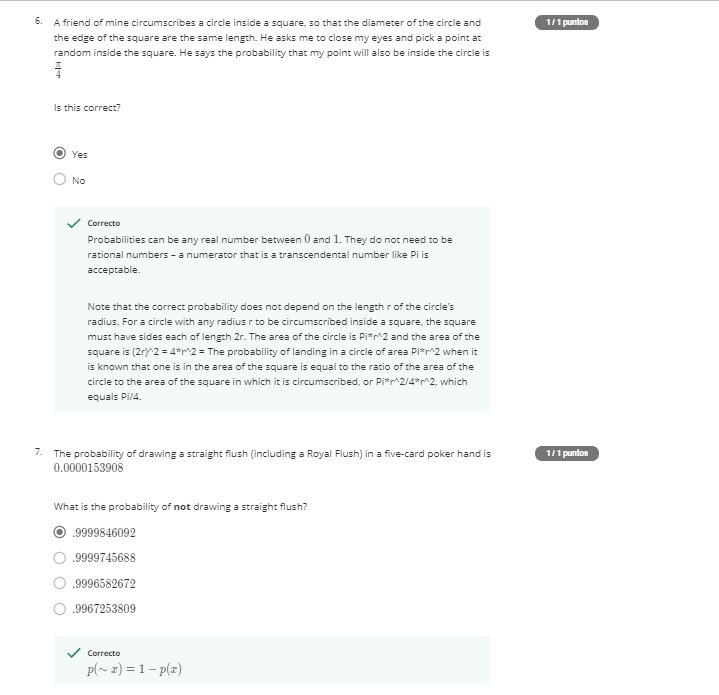 6. A friend of mine circumscribes a circle inside a square, so that the diameter of the circle and 1 / 1 puntos
the edge of the square are the same length. He asks me to close my eyes and pick a point at
random inside the square. He says the probability that my point will also be inside the circle is
π/4
Is this correct?
Yes
No
Correcto
Probabilities can be any real number between 0 and 1. They do not need to be
rational numbers – a numerator that is a transcendental number like Pi is
acceptable.
Note that the correct probability does not depend on the length r of the circle's
radius. For a circle with any radius r to be circumscribed inside a square, the square
must have sides each of length 2r. The area of the circle is Pi*r^2 and the area of the
square is (2r)^2 = 4*r^2 = The probability of landing in a circle of area Pi*r^2 when it
is known that one is in the area of the square is equal to the ratio of the area of the
circle to the area of the square in which it is circumscribed, or Pi*r^2/4*r^2, which
equals Pi/4.
7. The probability of drawing a straight flush (including a Royal Flush) in a five-card poker hand is 1 / 1 puntos
0.0000153908
What is the probability of not drawing a straight flush?
.9999846092
.9999745688
.9996582672
.9967253809
Correcto
p(∼ x) = 1 − p(x)